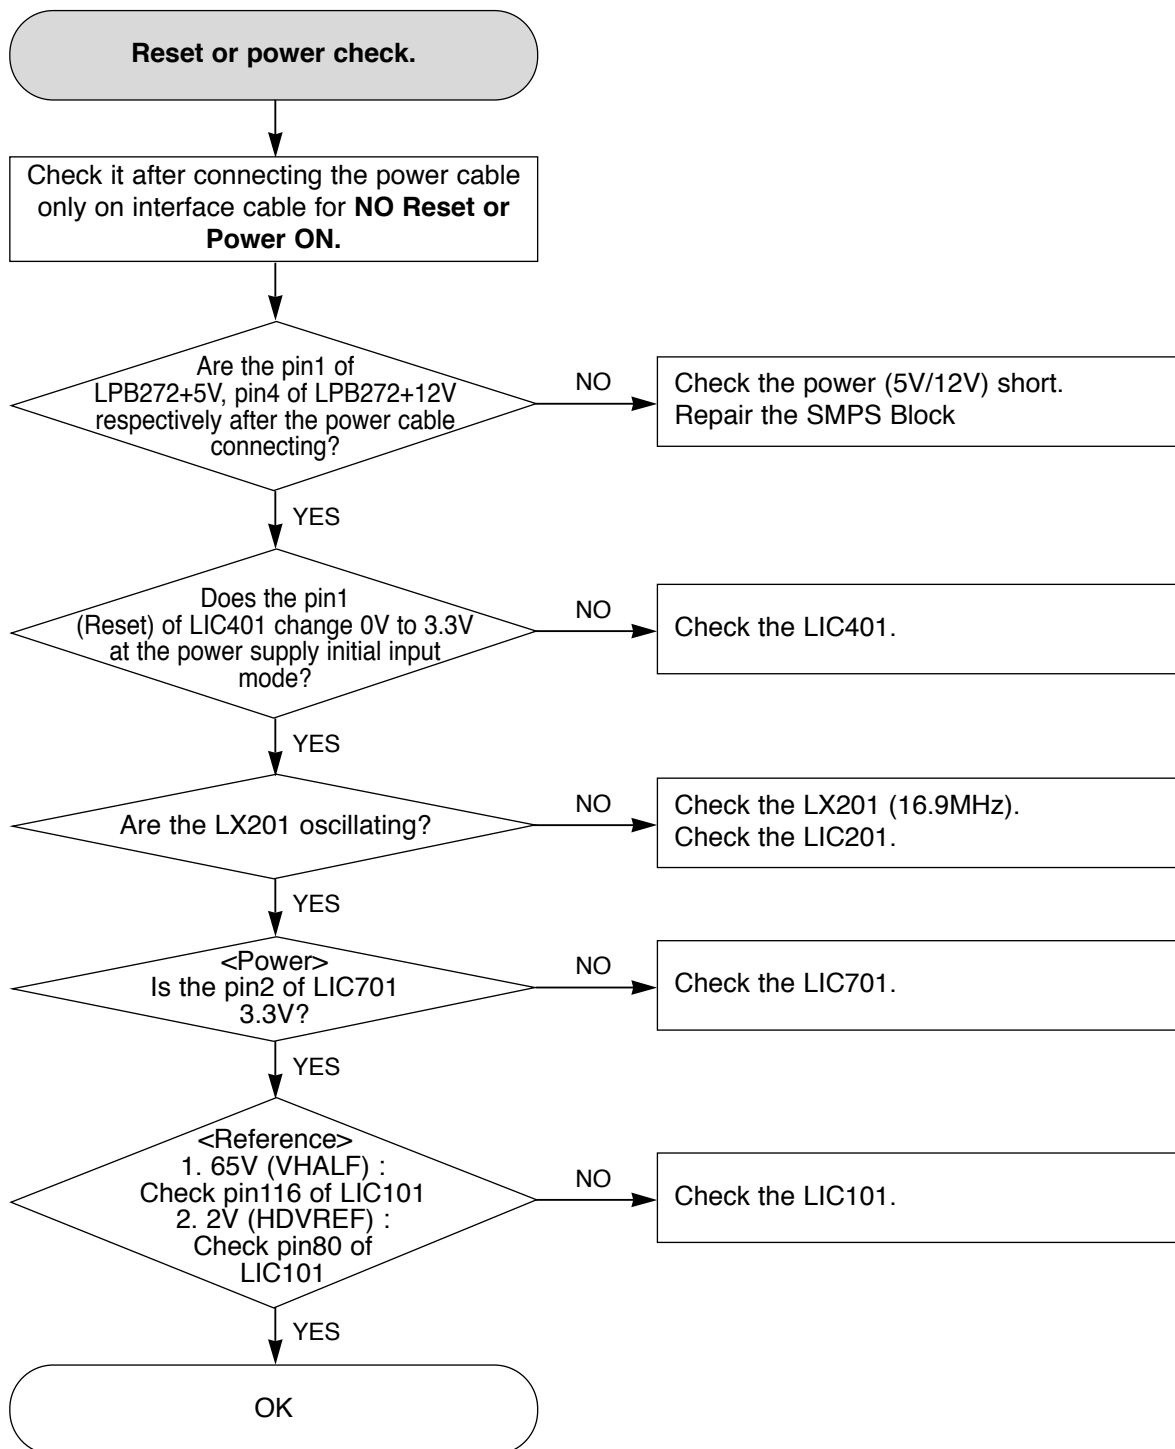 Reset or power check.
Check it after connecting the power cable
only on interface cable for NO Reset or
Power ON.
Are the pin1 of
LPB272+5V, pin4 of LPB272+12V
respectively after the power cable
connecting?
NO
Check the power (5V/12V) short.
Repair the SMPS Block
YES
Does the pin1
(Reset) of LIC401 change 0V to 3.3V
at the power supply initial input
mode?
NO
Check the LIC401.
YES
Are the LX201 oscillating?
NO
Check the LX201 (16.9MHz).
Check the LIC201.
YES
<Power>
Is the pin2 of LIC701
3.3V?
NO
Check the LIC701.
YES
<Reference>
1. 65V (VHALF) :
Check pin116 of LIC101
2. 2V (HDVREF) :
Check pin80 of
LIC101
NO
Check the LIC101.
YES
OK